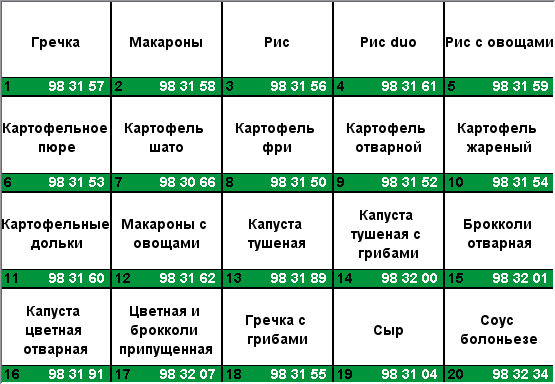 Гречка
Макароны
Рис
Рис duo
Рис с овощами
1 98 31 57
2 98 31 58
3 98 31 56
4 98 31 61
5 98 31 59
Картофельное
пюре
Картофель
шато
Картофель
фри
Картофель
отварной
Картофель
жареный
6 98 31 53
7 98 30 66
8 98 31 50
9 98 31 52
10 98 31 54
Картофельные
дольки
Макароны с
овощами
Капуста
тушеная
Капуста
тушеная с
грибами
Брокколи
отварная
11 98 31 60
12 98 31 62
13 98 31 89
14 98 32 00
15 98 32 01
Капуста
цветная
отварная
Цветная и
брокколи
припущенная
Гречка с
грибами
Сыр
Соус
болоньезе
16 98 31 91
17 98 32 07
18 98 31 55
19 98 31 04
20 98 32 34